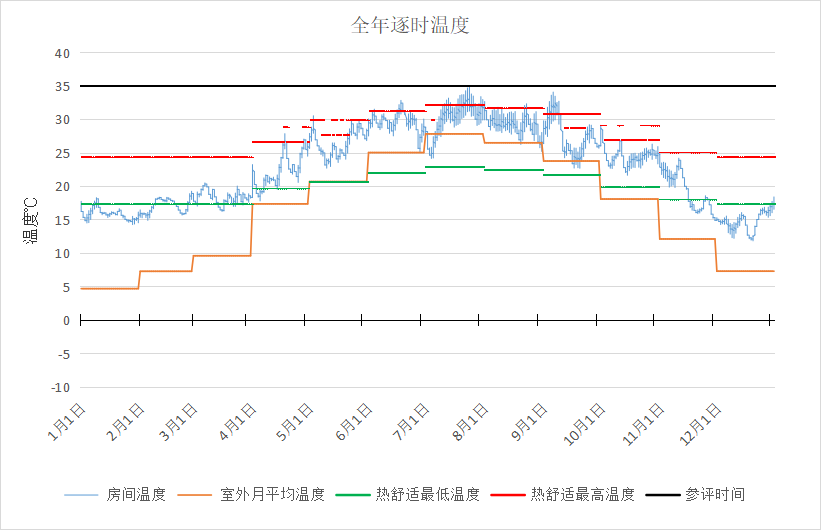 全年逐时温度
40
35
30
25
20
15
10
5
0
-5
-10
温度℃
1月1日
2月1日
3月1日
4月1日
5月1日
6月1日
7月1日
8月1日
9月1日
10月1日
11月1日
12月1日
房间温度 室外月平均温度 热舒适最低温度 热舒适最高温度 参评时间